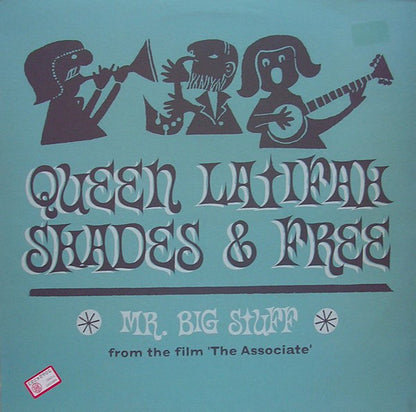 QUEEN LATIFAH
SHADES & FREE
MR. BIG STUFF
from the film 'The Associate'